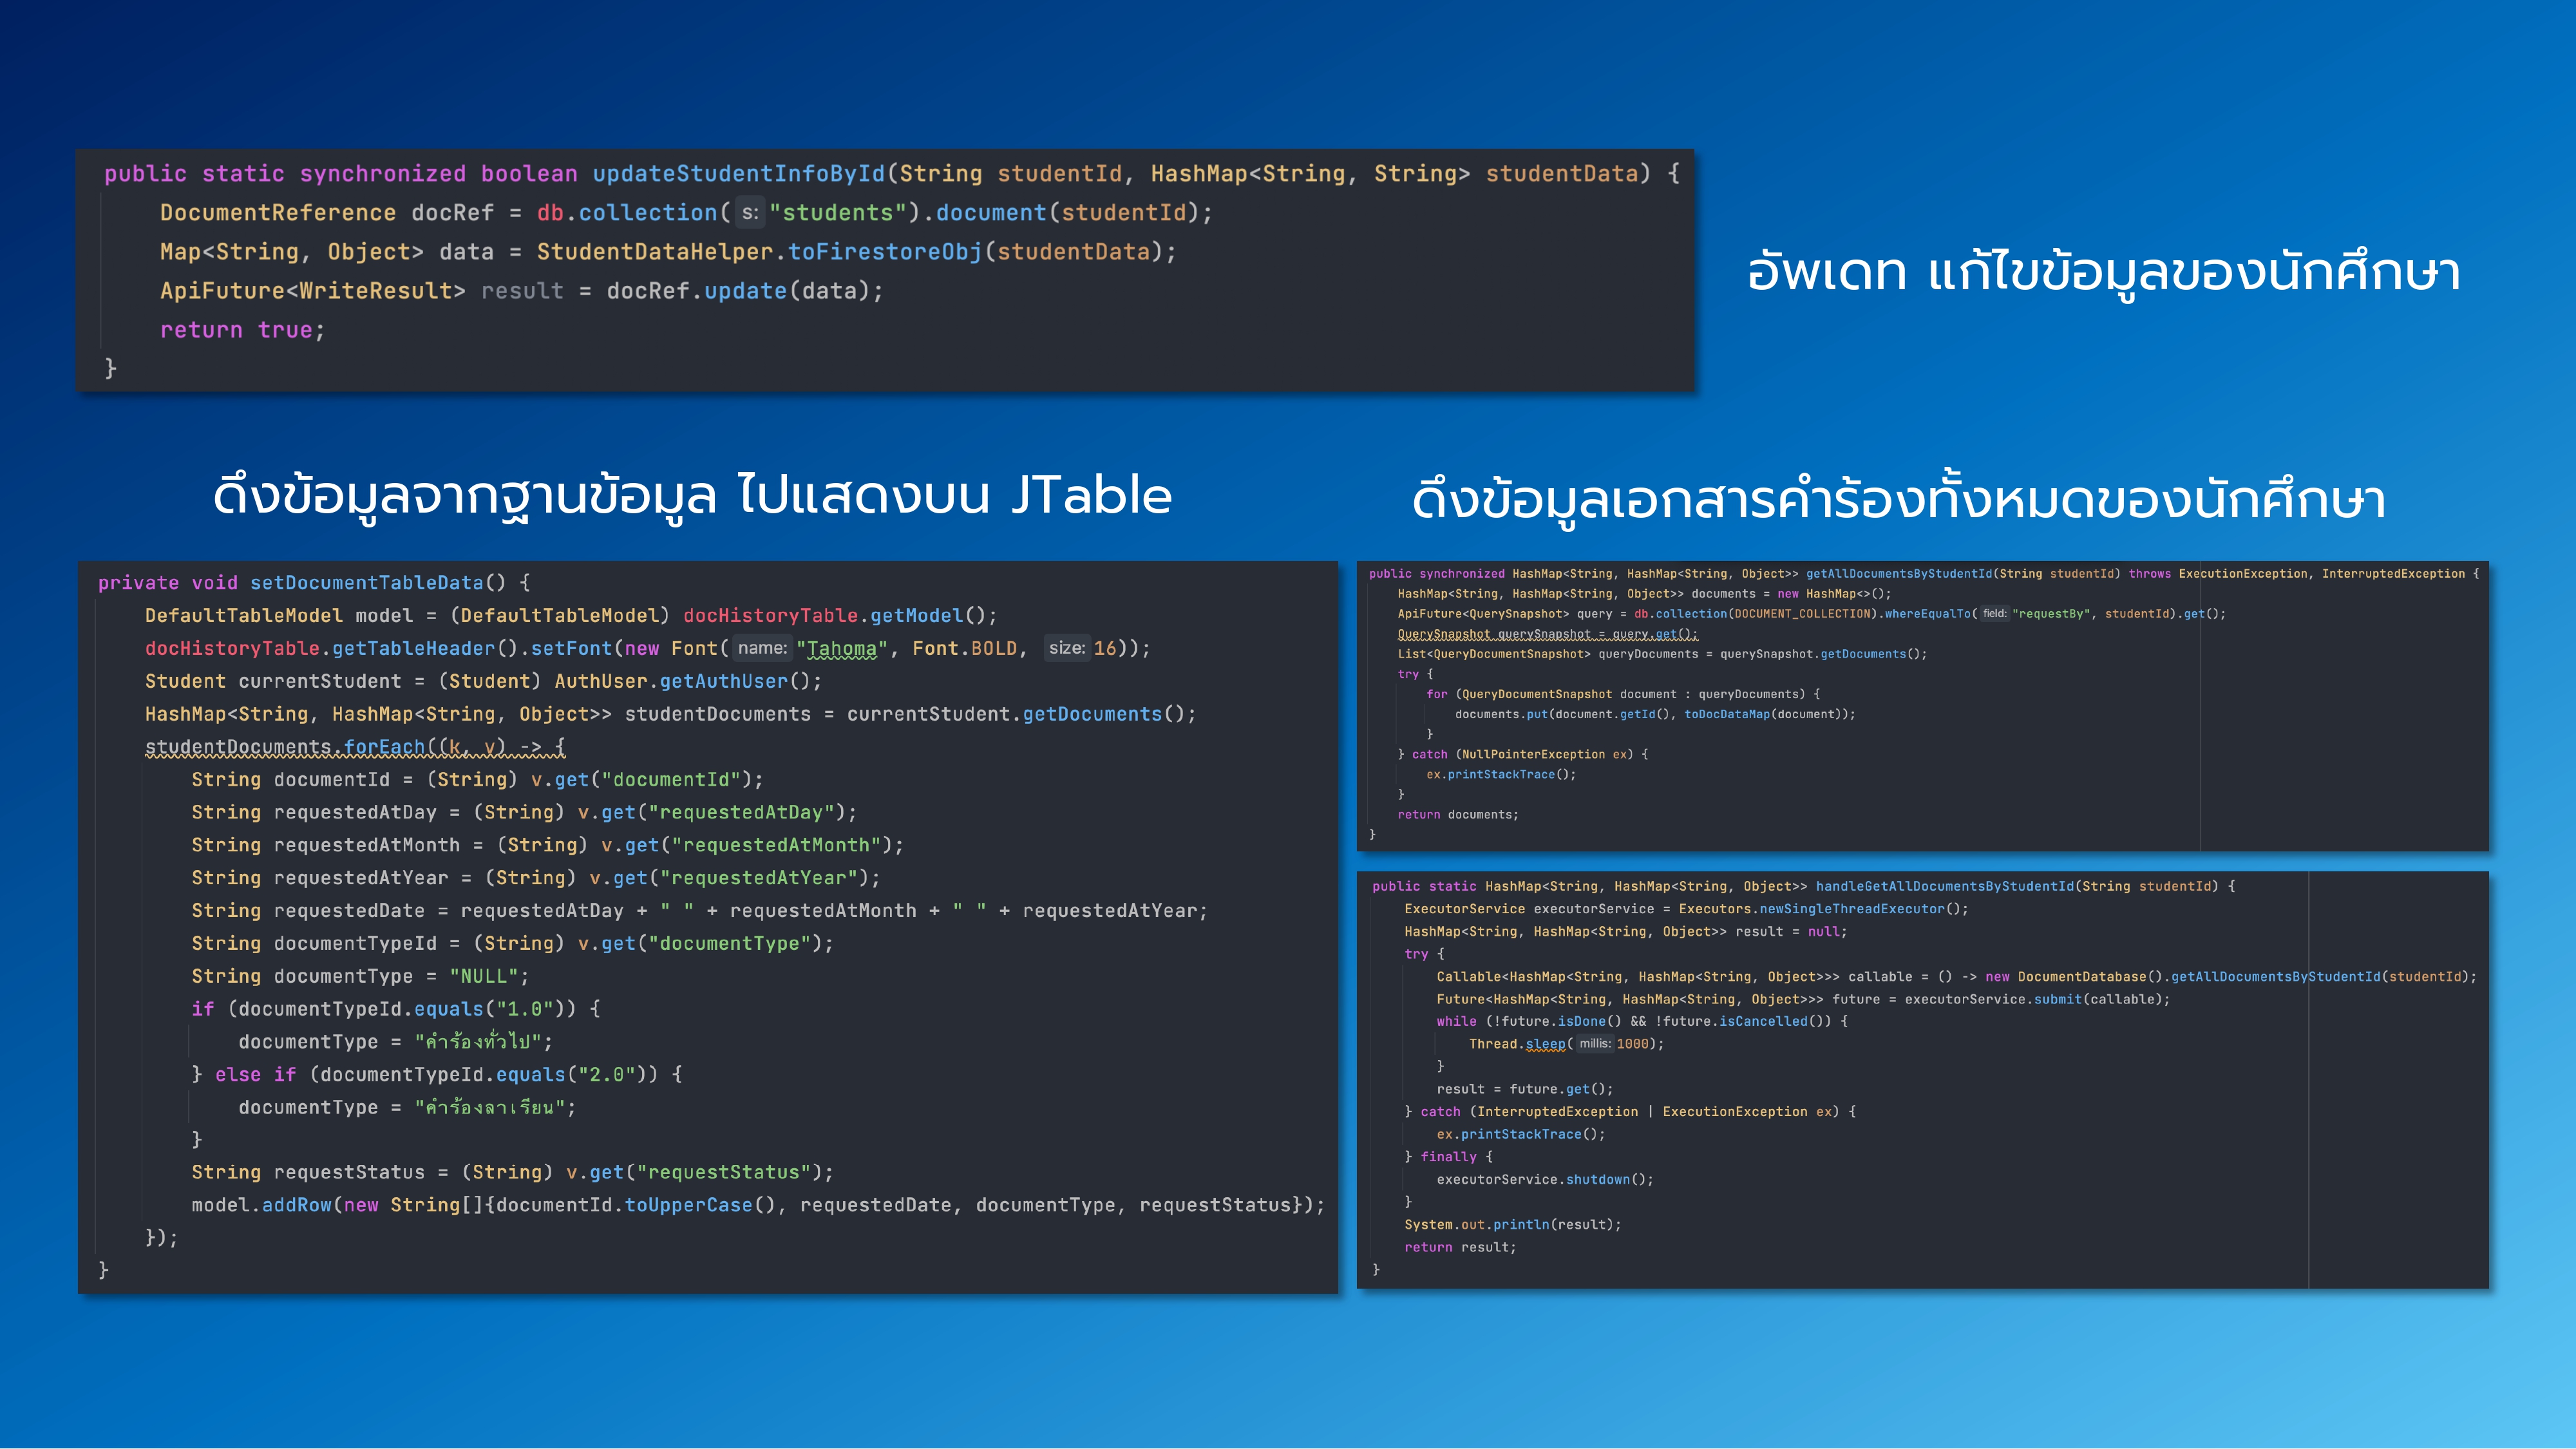 public static synchronized boolean updateStudentInfoById(String studentId, HashMap<String, String> studentData) {
DocumentReference docRef = db.collection( s: "students").document(studentId);
Map<String, Object> data = StudentDataHelper.toFirestoreObj(studentData);
ApiFuture<WriteResult> result = docRef.update(data);
return true;
}
อัพเดท แก้ไขข้อมูลของนักศึกษา
ดึงข้อมูลจากฐานข้อมูล ไปแสดงบน JTable
private void setDocumentTableData() {
DefaultTableModel model = (DefaultTableModel) docHistoryTable.getModel();
docHistoryTable.getTableHeader().setFont(new Font( name: "Tahoma", Font.BOLD, size: 16));
Student currentStudent = (Student) AuthUser.getAuthUser();
HashMap<String, HashMap<String, Object>> studentDocuments = currentStudent.getDocuments();
studentDocuments.forEach((k, v) -> {
String documentId = (String) v.get("documentId");
String requestedAtDay = (String) v.get("requestedAtDay");
String requestedAtMonth = (String) v.get("requestedAtMonth");
String requestedAtYear = (String) v.get("requestedAtYear");
String requestedDate = requestedAtDay + " " + requestedAtMonth + " " + requestedAtYear;
String documentTypeId = (String) v.get("documentType");
String documentType = "NULL";
if (documentTypeId.equals("1.0")) {
documentType = "คำร้องทั่วไป";
} else if (documentTypeId.equals("2.0")) {
documentType = "คำร้องลาเรียน";
}
String requestStatus = (String) v.get("requestStatus");
model.addRow(new String[]{documentId.toUpperCase(), requestedDate, documentType, requestStatus});
});
}
ดึงข้อมูลเอกสารคำร้องทั้งหมดของนักศึกษา
public synchronized HashMap<String, HashMap<String, Object>> getAllDocumentsByStudentId(String studentId) throws ExecutionException, InterruptedException {
HashMap<String, HashMap<String, Object>> documents = new HashMap<>();
ApiFuture<QuerySnapshot> query = db.collection(DOCUMENT_COLLECTION).whereEqualTo( field: "requestBy", studentId).get();
QuerySnapshot querySnapshot = query.get();
List<QueryDocumentSnapshot> queryDocuments = querySnapshot.getDocuments();
try {
for (QueryDocumentSnapshot document : queryDocuments) {
documents.put(document.getId(), toDocDataMap(document));
}
} catch (NullPointerException ex) {
ex.printStackTrace();
}
return documents;
}
public static HashMap<String, HashMap<String, Object>> handleGetAllDocumentsByStudentId(String studentId) {
ExecutorService executorService = Executors.newSingleThreadExecutor();
HashMap<String, HashMap<String, Object>> result = null;
try {
Callable<HashMap<String, HashMap<String, Object>>> callable = () -> new DocumentDatabase().getAllDocumentsByStudentId(studentId);
Future<HashMap<String, HashMap<String, Object>>> future = executorService.submit(callable);
while (!future.isDone() && !future.isCancelled()) {
Thread.sleep( millis: 1000);
}
result = future.get();
} catch (InterruptedException | ExecutionException ex) {
ex.printStackTrace();
} finally {
executorService.shutdown();
}
System.out.println(result);
return result;
}